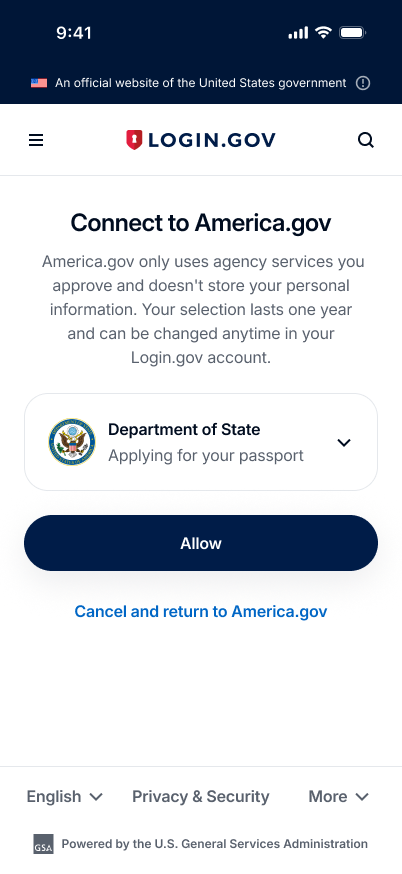 9:41
An official website of the United States government
LOGIN.GOV
Connect to America.gov
America.gov only uses agency services you
approve and doesn't store your personal
information. Your selection lasts one year
and can be changed anytime in your
Login.gov account.
Department of State
Applying for your passport
Allow
Cancel and return to America.gov
English
Privacy & Security
More
GSA
Powered by the U.S. General Services Administration